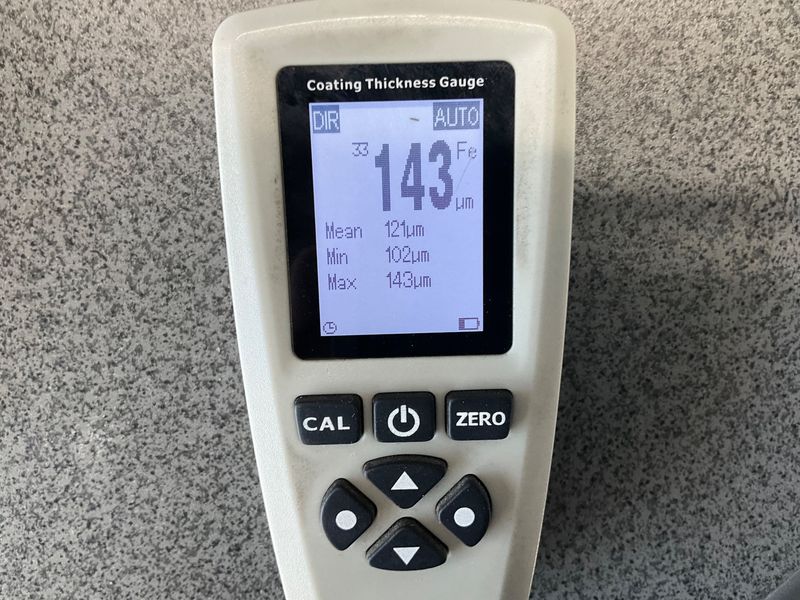 Coating Thickness Gauge
DIR AUTO
33 143 Fe
µm
Mean 121µm
Min 102µm
Max 143µm
CAL ZERO